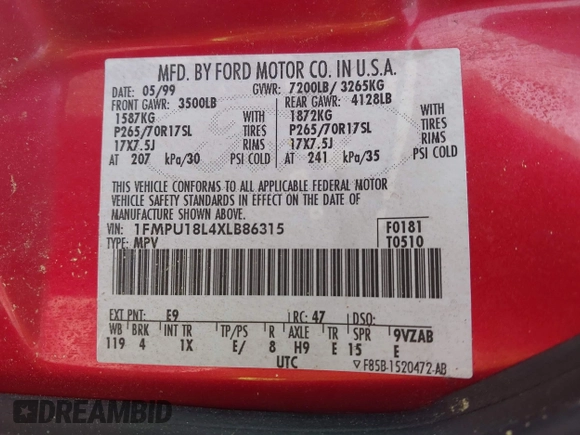 MFD. BY FORD MOTOR CO. IN U.S.A.
DATE: 05/99 GVWR: 7200LB/ 3265KG
FRONT GAWR: 3500LB REAR GAWR: 4128LB
1587KG WITH 1872KG WITH
P265/70R17SL TIRES P265/70R17SL TIRES
17X7.5J RIMS 17X7.5J RIMS
AT 207 kPa/30 PSI COLD AT 241 kPa/35 PSI COLD
THIS VEHICLE CONFORMS TO ALL APPLICABLE FEDERAL MOTOR
VEHICLE SAFETY STANDARDS IN EFFECT ON THE DATE OF
MANUFACTURE SHOWN ABOVE.
VIN: 1FMPU18L4XLB86315 F0181
TYPE: MPV T0510
EXT PNT: E9 RC: 47 DSO:
WB BRK INT TR TP/PS R AXLE TR SPR 9VZAB
119 4 1X E/ 8 H9 E 15 E
UTC ▽F85B-1520472-AB
DREAMBID